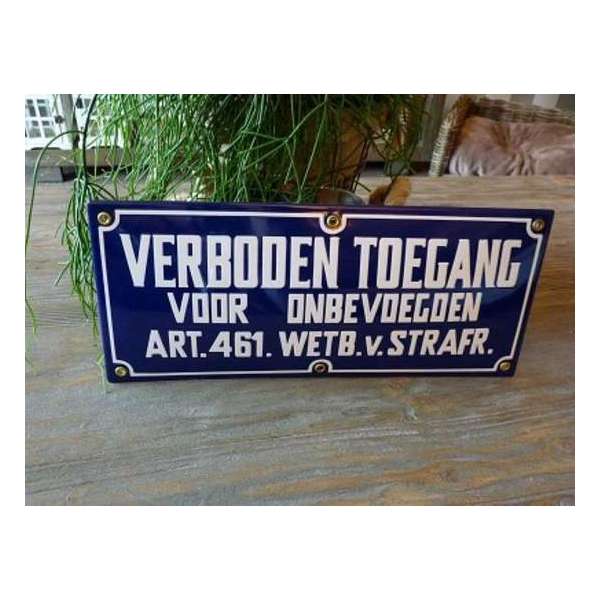 VERBODEN TOEGANG
VOOR ONBEVOEGDEN
ART. 461. WETB. v. STRAFR.